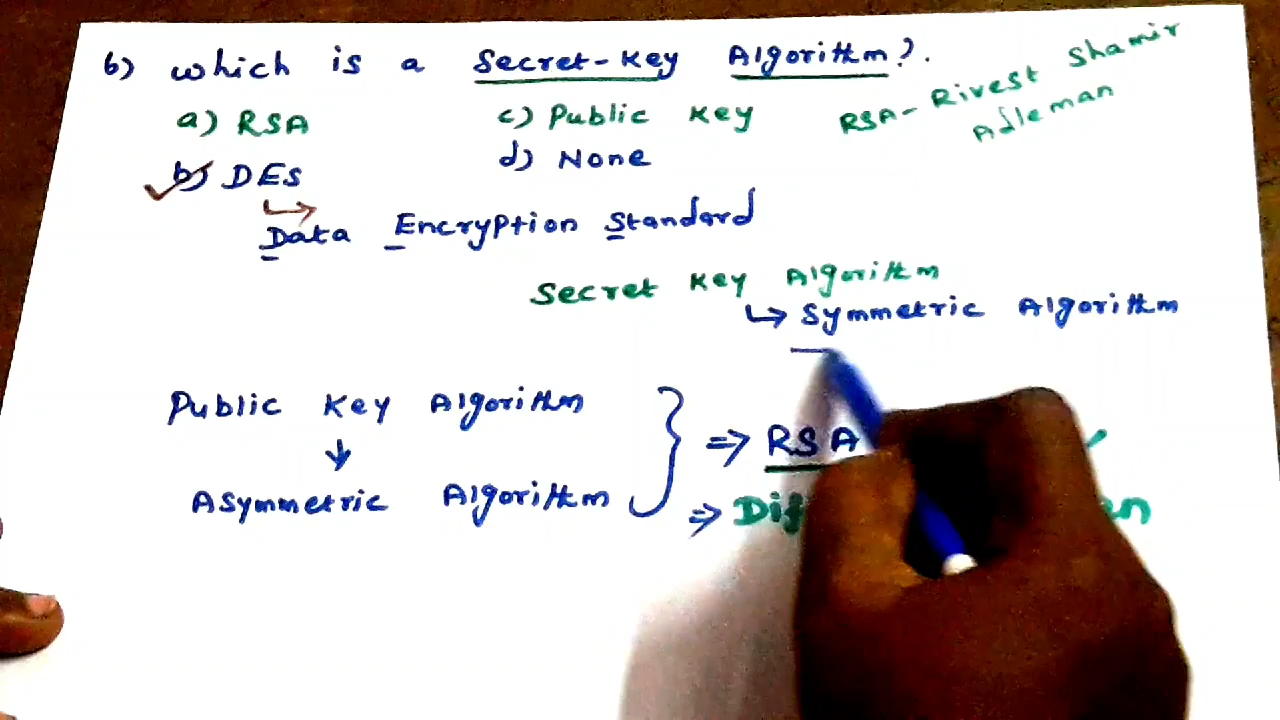 6) which is a Secret-Key Algorithm?.
a) RSA
c) Public Key
b) DES
d) None
RSA - Rivest Shamir
Adleman
Data Encryption Standard
Secret Key Algorithm
↳ Symmetric Algorithm
Public Key Algorithm
↓
Asymmetric Algorithm
⇒ RSA
⇒